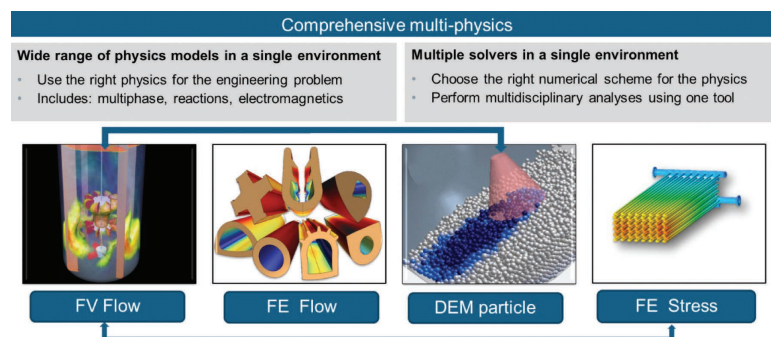 Comprehensive multi-physics
Wide range of physics models in a single environment
• Use the right physics for the engineering problem
• Includes: multiphase, reactions, electromagnetics
Multiple solvers in a single environment
• Choose the right numerical scheme for the physics
• Perform multidisciplinary analyses using one tool
FV Flow
FE Flow
DEM particle
FE Stress